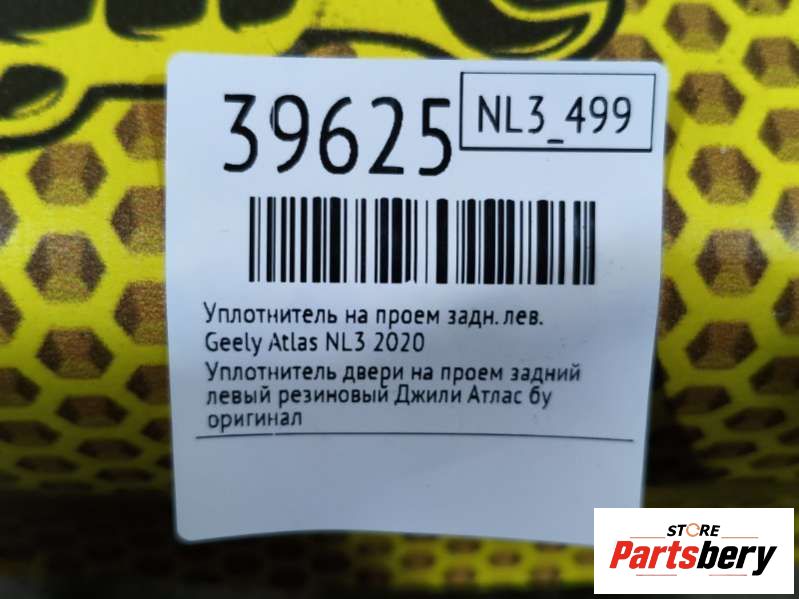 39625
NL3_499
Уплотнитель на проем задн. лев.
Geely Atlas NL3 2020
Уплотнитель двери на проем задний
левый резиновый Джили Атлас бу
оригинал
STORE
Partsbery